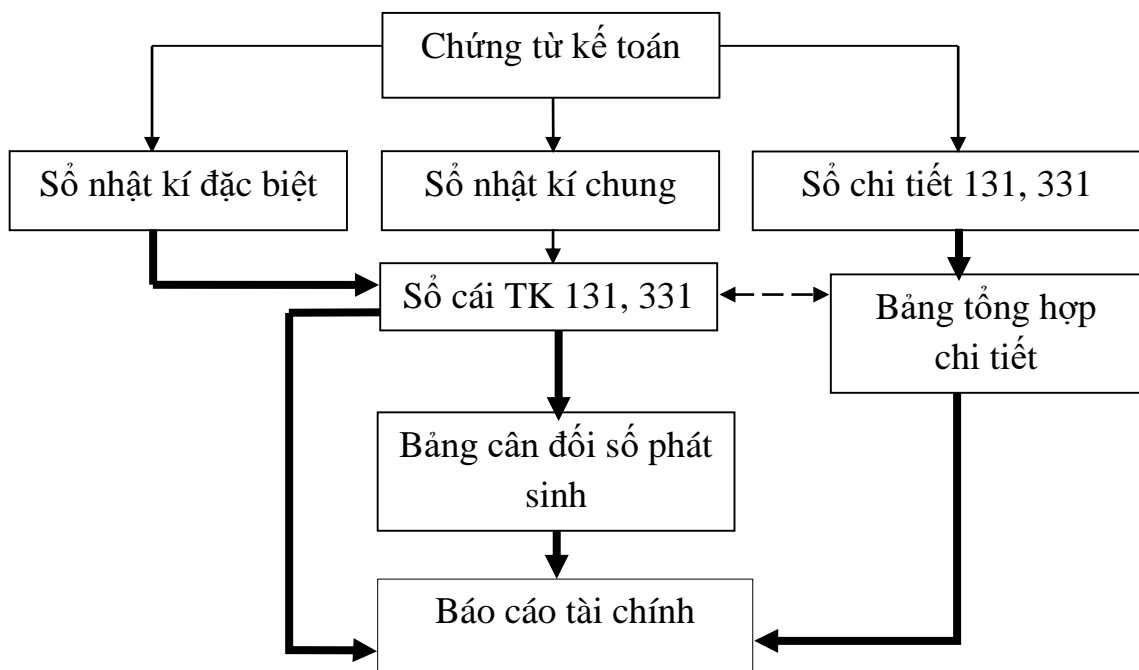 Chứng từ kế toán
Sổ nhật kí đặc biệt
Sổ nhật kí chung
Sổ chi tiết 131, 331
Sổ cái TK 131, 331
Bảng tổng hợp
chi tiết
Bảng cân đối số phát
sinh
Báo cáo tài chính